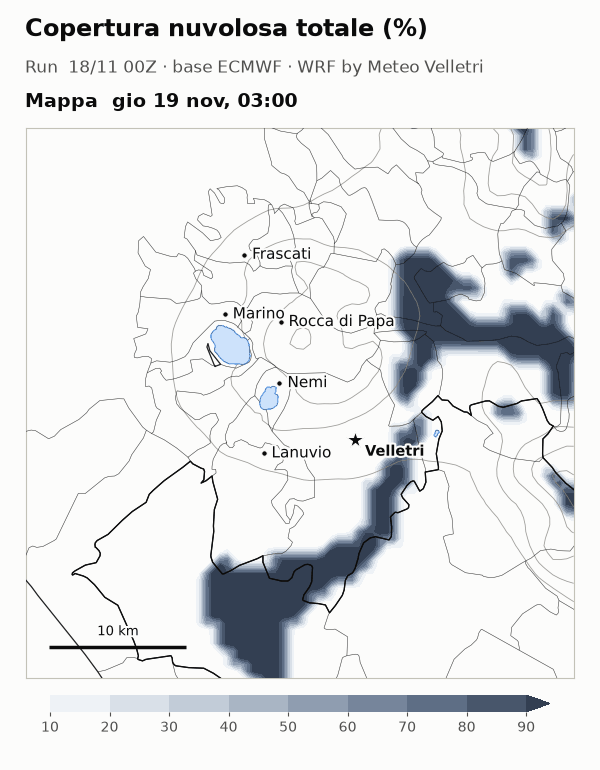 Copertura nuvolosa totale (%)
Run  18/11 00Z · base ECMWF · WRF by Meteo Velletri
Mappa  gio 19 nov, 03:00
Frascati
Marino
Rocca di Papa
Nemi
Velletri
Lanuvio
10 km
10 20 30 40 50 60 70 80 90